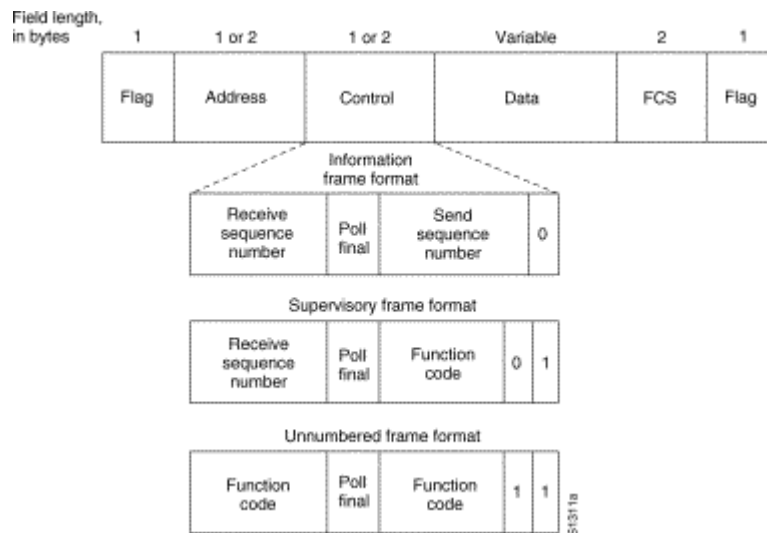 Field length,
in bytes 1 1 or 2 1 or 2 Variable 2 1
Flag Address Control Data FCS Flag
Information
frame format
Receive
sequence
number
Poll
final
Send
sequence
number
0
Supervisory frame format
Receive
sequence
number
Poll
final
Function
code
0 1
Unnumbered frame format
Function
code
Poll
final
Function
code
1 1